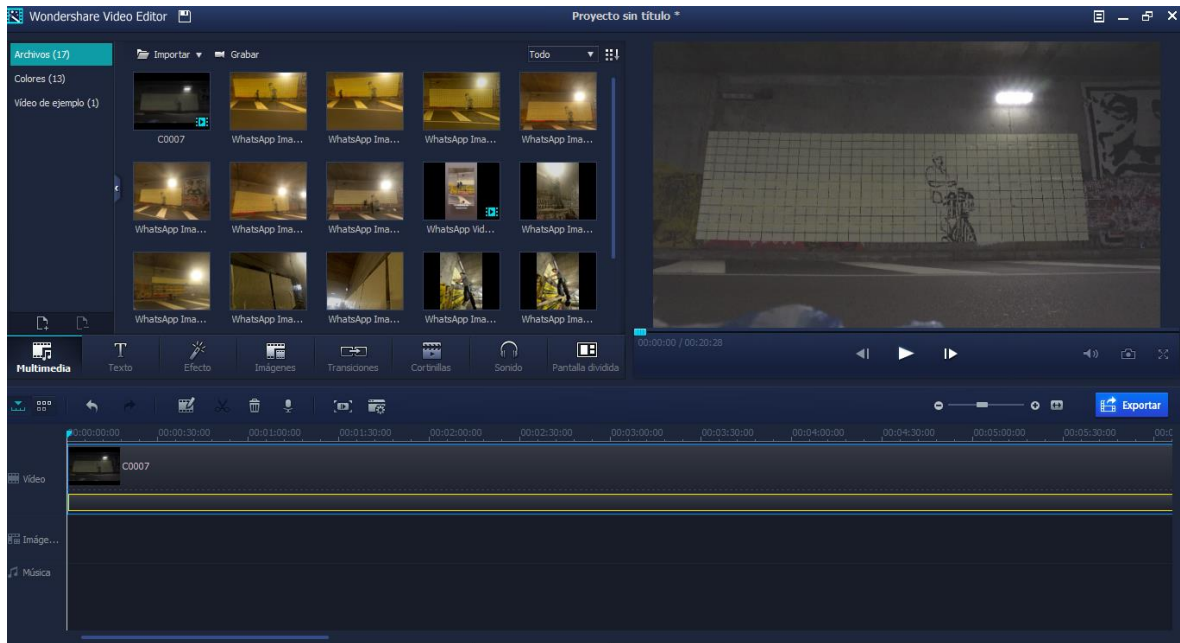 Wondershare Video Editor
Proyecto sin título *
Archivos (17)
Colores (13)
Vídeo de ejemplo (1)
Importar
Grabar
Todo
C0007
WhatsApp Ima...
WhatsApp Ima...
WhatsApp Ima...
WhatsApp Ima...
WhatsApp Ima...
WhatsApp Ima...
WhatsApp Ima...
WhatsApp Vid...
WhatsApp Ima...
WhatsApp Ima...
WhatsApp Ima...
WhatsApp Ima...
WhatsApp Ima...
WhatsApp Ima...
00:00:00 / 00:20:28
Multimedia
Texto
Efecto
Imágenes
Transiciones
Cortinillas
Sonido
Pantalla dividida
Exportar
00:00:00:00 00:00:30:00 00:01:00:00 00:01:30:00 00:02:00:00 00:02:30:00 00:03:00:00 00:03:30:00 00:04:00:00 00:04:30:00 00:05:00:00 00:05:30:00
C0007
Vídeo
Imáge...
Música